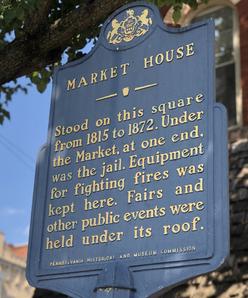 MARKET HOUSE
Stood on this square
from 1815 to 1872. Under
the Market, at one end,
was the jail. Equipment
for fighting fires was
kept here. Fairs and
other public events were
held under its roof.
PENNSYLVANIA HISTORICAL AND MUSEUM COMMISSION